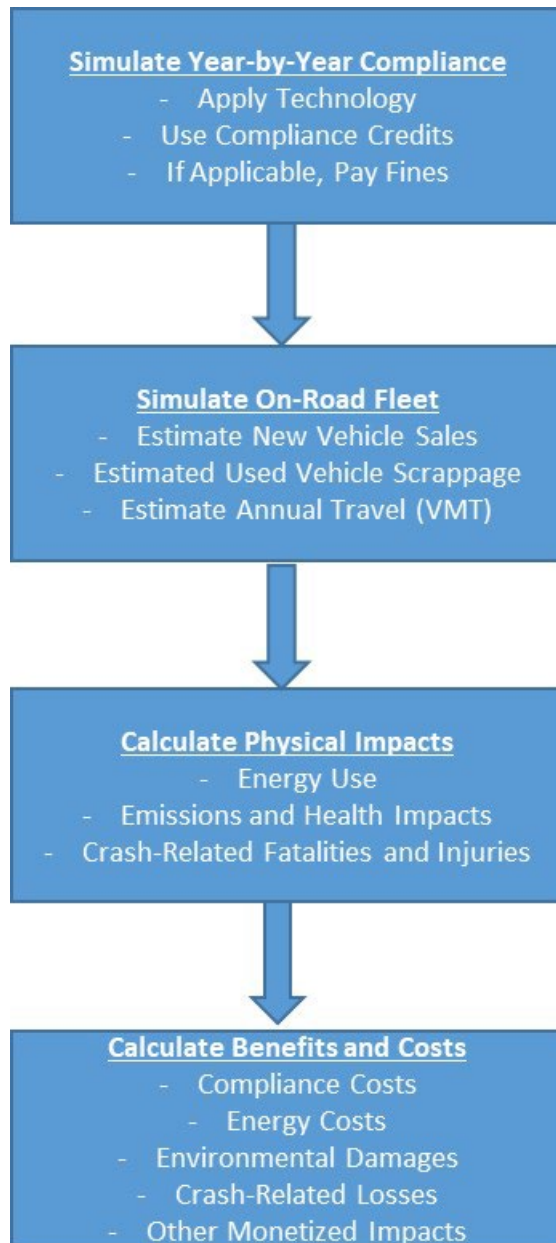 Simulate Year-by-Year Compliance
- Apply Technology
- Use Compliance Credits
- If Applicable, Pay Fines
Simulate On-Road Fleet
- Estimate New Vehicle Sales
- Estimated Used Vehicle Scrappage
- Estimate Annual Travel (VMT)
Calculate Physical Impacts
- Energy Use
- Emissions and Health Impacts
- Crash-Related Fatalities and Injuries
Calculate Benefits and Costs
- Compliance Costs
- Energy Costs
- Environmental Damages
- Crash-Related Losses
- Other Monetized Impacts